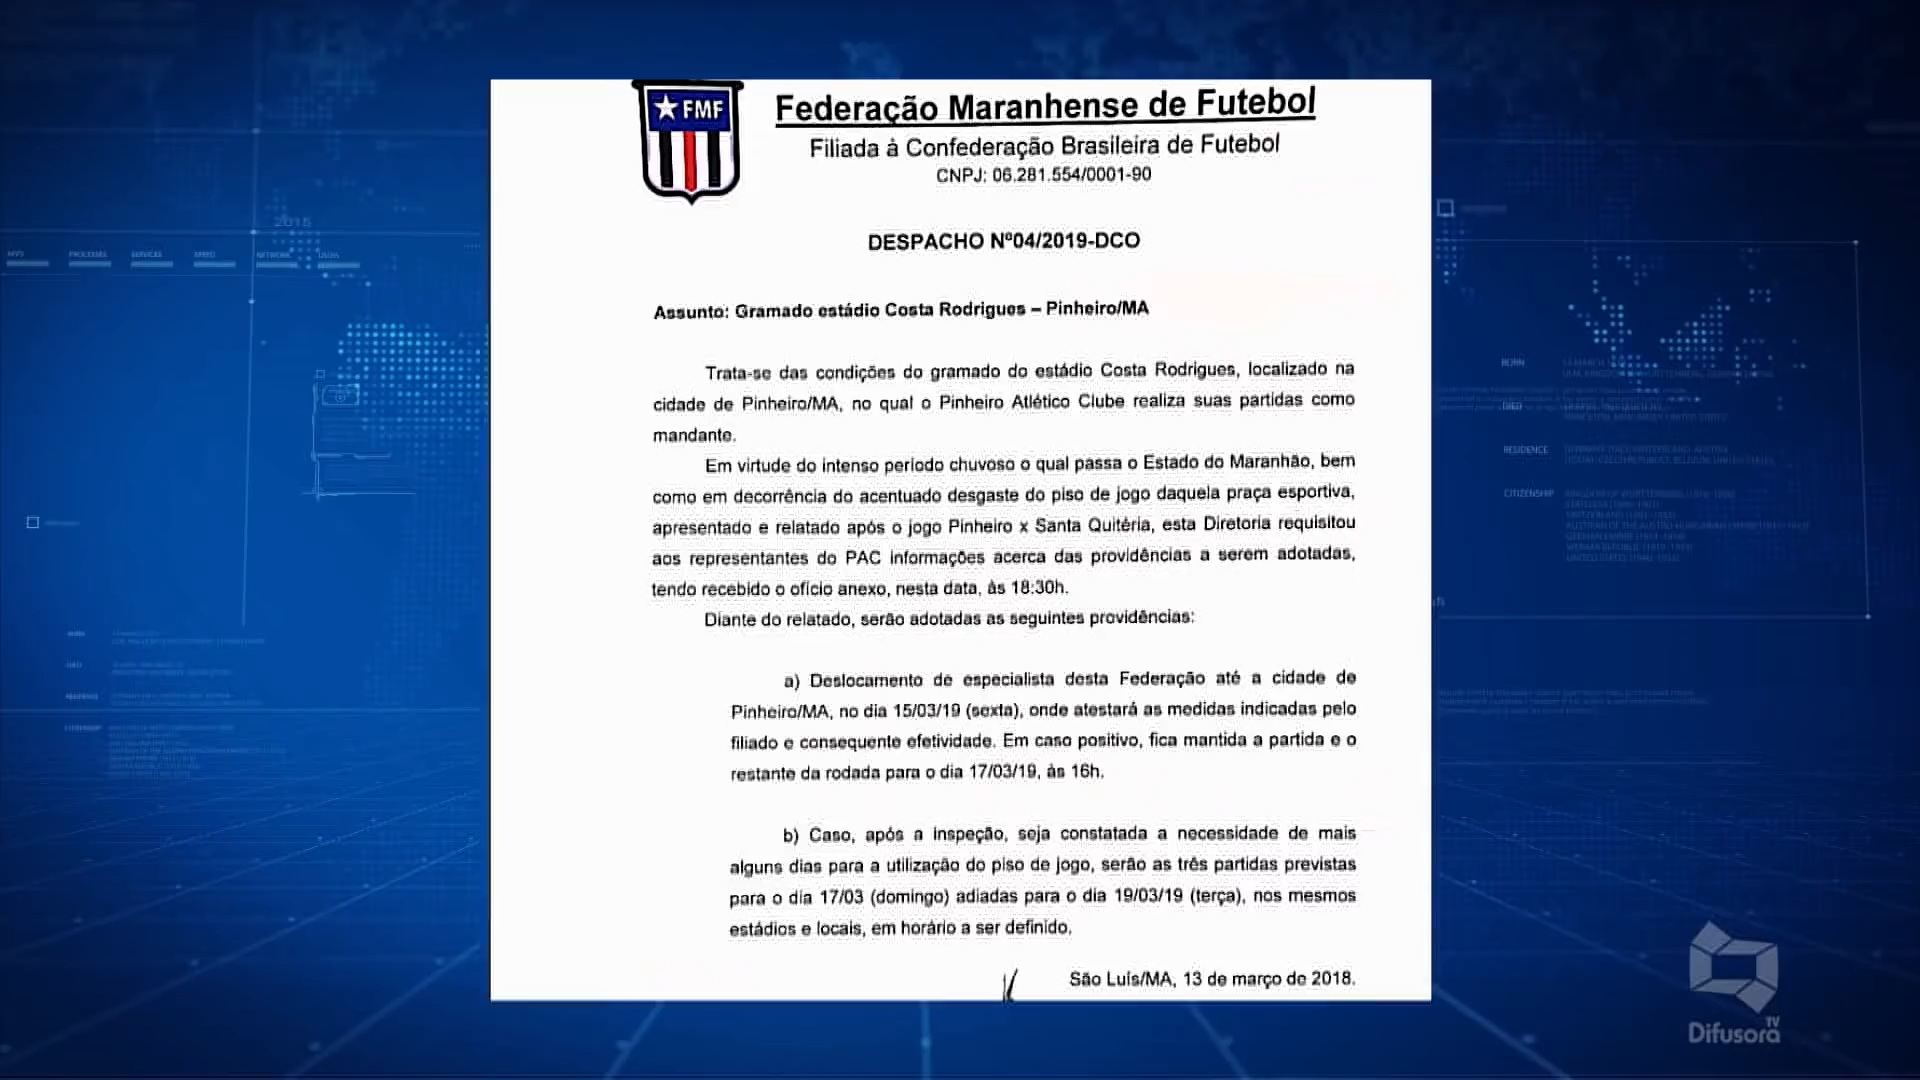 FMF
Federação Maranhense de Futebol
Filiada à Confederação Brasileira de Futebol
CNPJ: 06.281.554/0001-90
DESPACHO Nº04/2019-DCO
Assunto: Gramado estádio Costa Rodrigues – Pinheiro/MA
Trata-se das condições do gramado do estádio Costa Rodrigues, localizado na
cidade de Pinheiro/MA, no qual o Pinheiro Atlético Clube realiza suas partidas como
mandante.
Em virtude do intenso período chuvoso o qual passa o Estado do Maranhão, bem
como em decorrência do acentuado desgaste do piso de jogo daquela praça esportiva,
apresentado e relatado após o jogo Pinheiro x Santa Quitéria, esta Diretoria requisitou
aos representantes do PAC informações acerca das providências a serem adotadas,
tendo recebido o ofício anexo, nesta data, às 18:30h.
Diante do relatado, serão adotadas as seguintes providências:
a) Deslocamento de especialista desta Federação até a cidade de
Pinheiro/MA, no dia 15/03/19 (sexta), onde atestará as medidas indicadas pelo
filiado e consequente efetividade. Em caso positivo, fica mantida a partida e o
restante da rodada para o dia 17/03/19, às 16h.
b) Caso, após a inspeção, seja constatada a necessidade de mais
alguns dias para a utilização do piso de jogo, serão as três partidas previstas
para o dia 17/03 (domingo) adiadas para o dia 19/03/19 (terça), nos mesmos
estádios e locais, em horário a ser definido.
São Luís/MA, 13 de março de 2018.
2015
PROCESSES SERVICES SPEED NETWORK
BORN
DIED
RESIDENCE
CITIZENSHIP
TV
Difusora